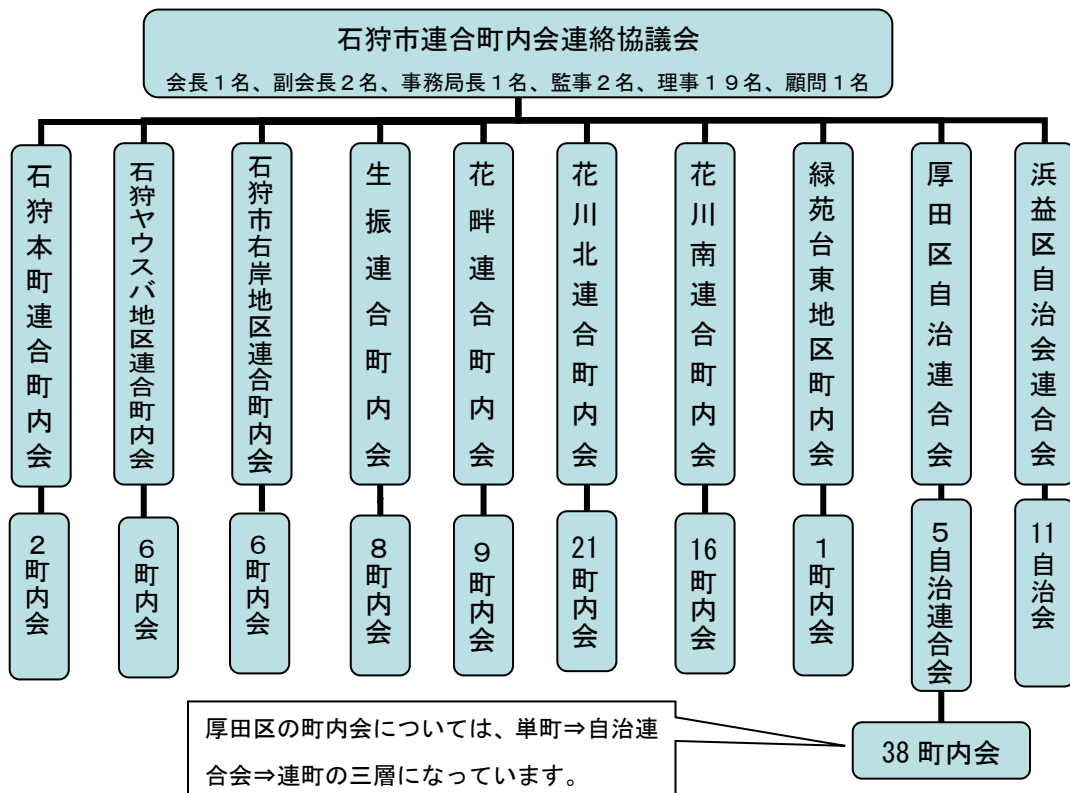 石狩市連合町内会連絡協議会
会長１名、副会長２名、事務局長１名、監事２名、理事１９名、顧問１名
石狩本町連合町内会
石狩ヤウスバ地区連合町内会
石狩市右岸地区連合町内会
生振連合町内会
花畔連合町内会
花川北連合町内会
花川南連合町内会
緑苑台東地区町内会
厚田区自治連合会
浜益区自治会連合会
２町内会
６町内会
６町内会
８町内会
９町内会
21町内会
16町内会
１町内会
５自治連合会
11自治会
厚田区の町内会については、単町⇒自治連
合会⇒連町の三層になっています。
38 町内会